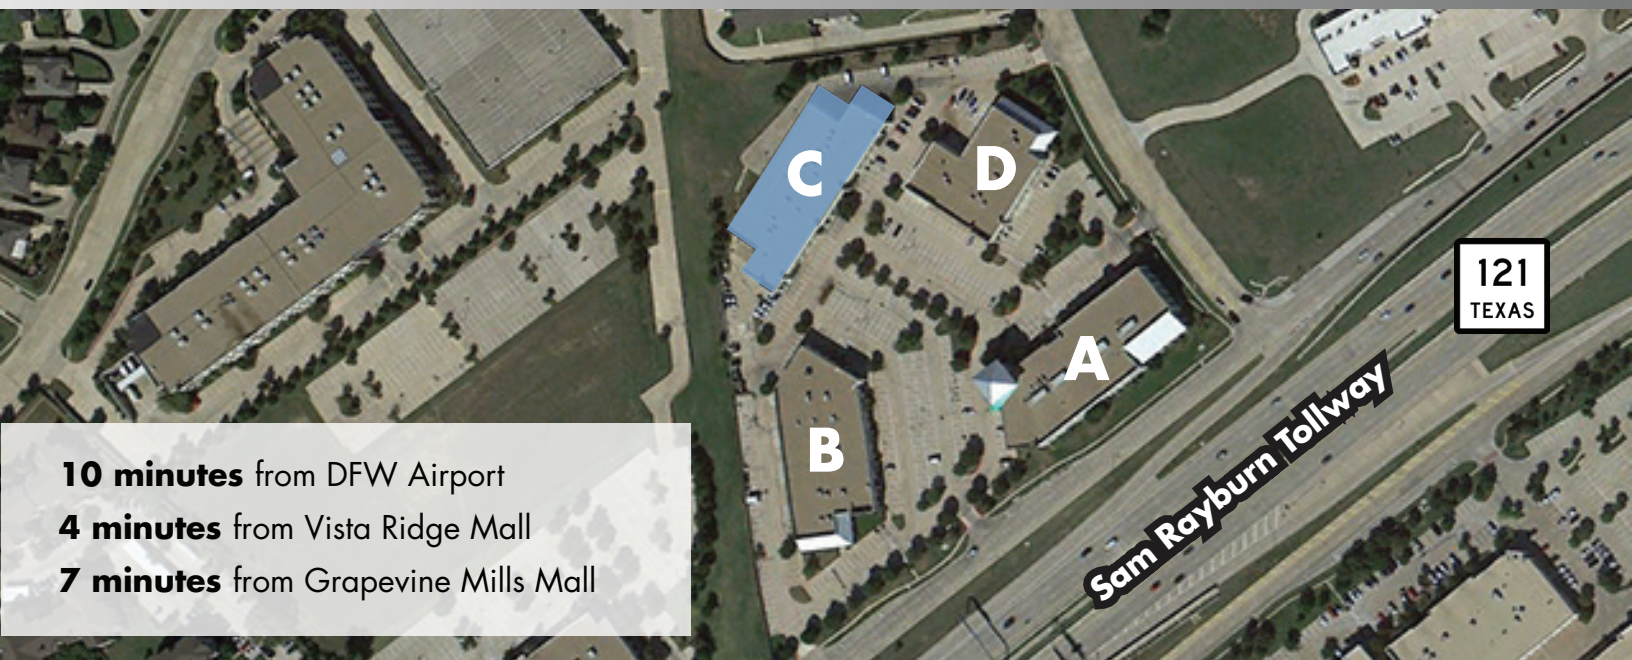 C
D
121
TEXAS
A
B
Sam Rayburn Tollway
10 minutes from DFW Airport
4 minutes from Vista Ridge Mall
7 minutes from Grapevine Mills Mall